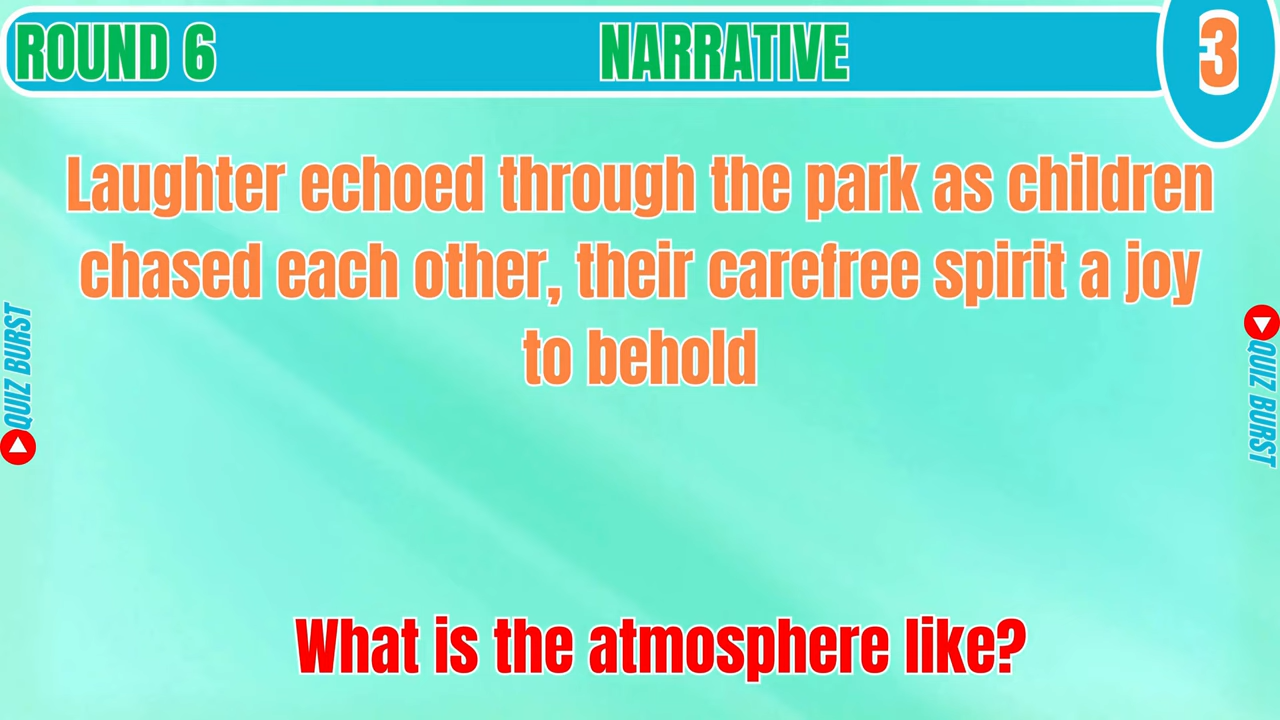 ROUND 6
NARRATIVE
3
Laughter echoed through the park as children
chased each other, their carefree spirit a joy
to behold
QUIZ BURST
QUIZ BURST
What is the atmosphere like?